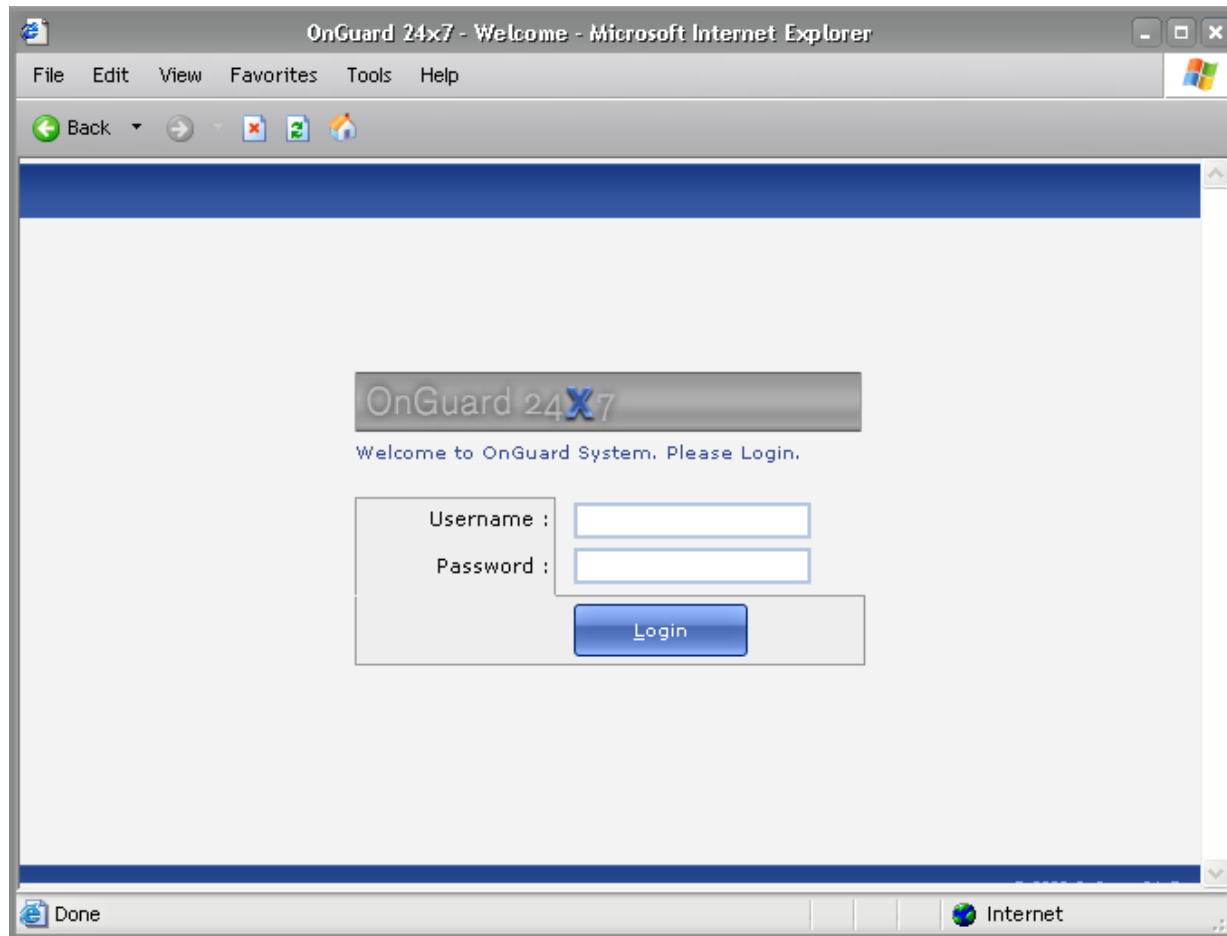 OnGuard 24x7 - Welcome - Microsoft Internet Explorer
File Edit View Favorites Tools Help
Back
OnGuard 24X7
Welcome to OnGuard System. Please Login.
Username :
Password :
Login
Done
Internet